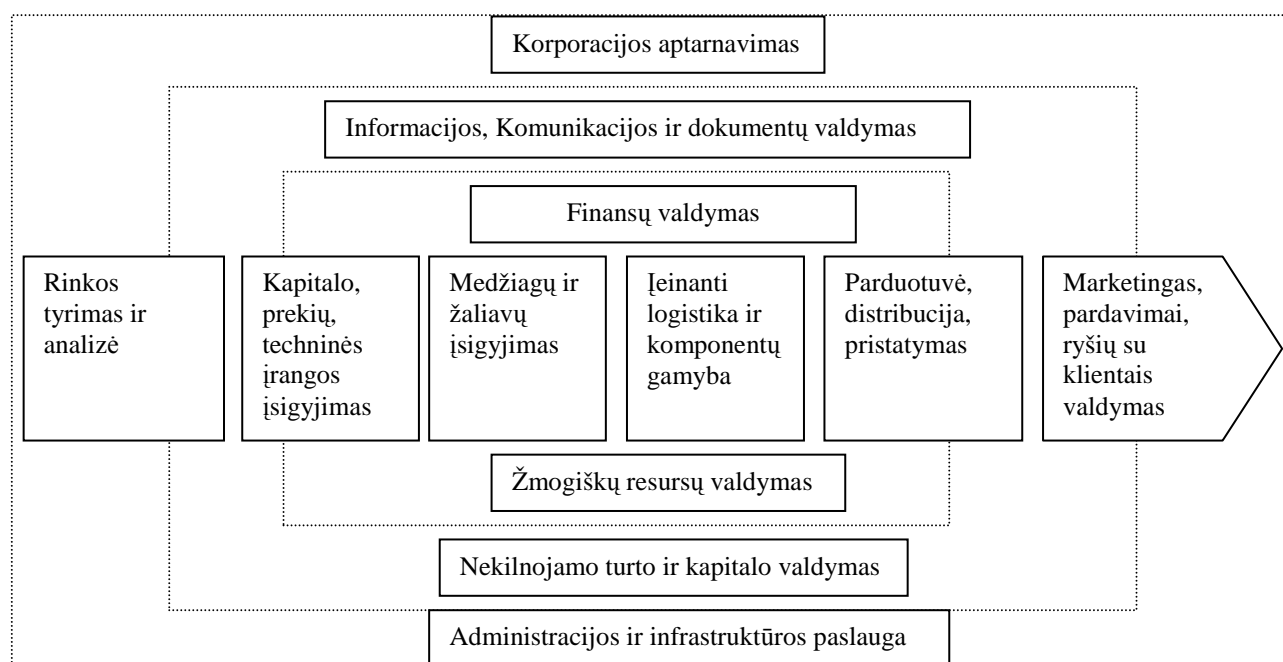 Korporacijos aptarnavimas
Informacijos, Komunikacijos ir dokumentų valdymas
Finansų valdymas
Rinkos
tyrimas ir
analizė
Kapitalo,
prekių,
techninės
įrangos
įsigyjimas
Medžiagų ir
žaliavų
įsigyjimas
Įeinanti
logistika ir
komponentų
gamyba
Parduotuvė,
distribucija,
pristatymas
Marketingas,
pardavimai,
ryšių su
klientais
valdymas
Žmogiškų resursų valdymas
Nekilnojamo turto ir kapitalo valdymas
Administracijos ir infrastruktūros paslauga